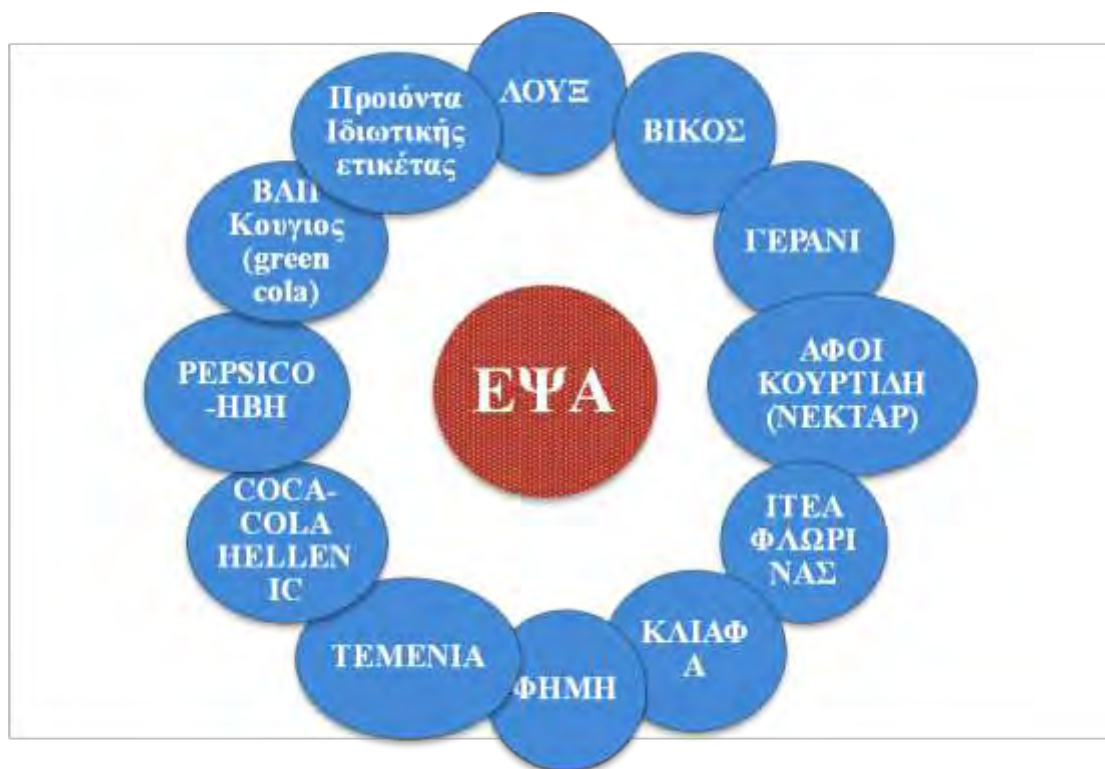 ΛΟΥΞ
ΒΙΚΟΣ
ΓΕΡΑΝΙ
ΑΦΟΙ
ΚΟΥΡΤΙΔΗ
(ΝΕΚΤΑΡ)
ΙΤΕΑ
ΦΛΩΡΙ
ΝΑΣ
ΚΛΙΑΦ
Α
ΦΗΜΗ
ΤΕΜΕΝΙΑ
COCA-
COLA
HELLEN
IC
PEPSICO
-ΗΒΗ
ΒΑΠ
Κουγιος
(green
cola)
Προιόντα
Ιδιωτικής
ετικέτας
ΕΨΑ